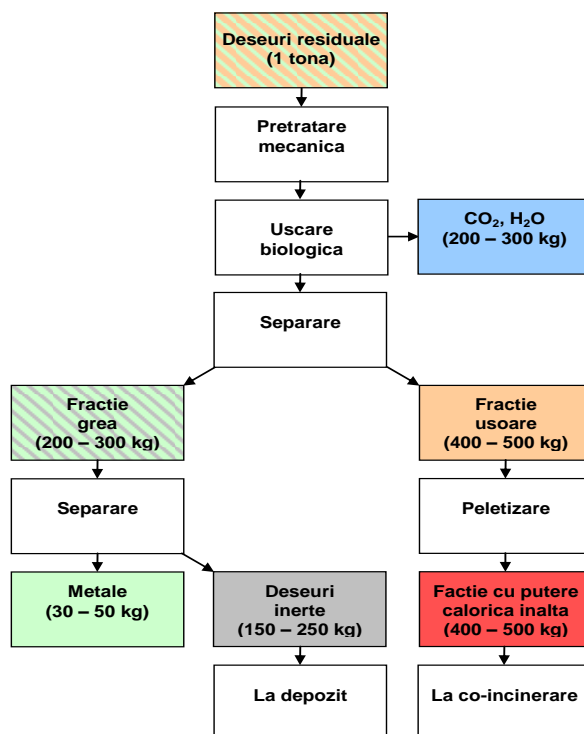 Deseuri residuale
(1 tona)
Pretratare
mecanica
Uscare
biologica
CO₂, H₂O
(200 – 300 kg)
Separare
Fractie
grea
(200 – 300 kg)
Fractie
usoare
(400 – 500 kg)
Separare
Peletizare
Metale
(30 – 50 kg)
Deseuri
inerte
(150 – 250 kg)
Factie cu putere
calorica inalta
(400 – 500 kg)
La depozit
La co-incinerare